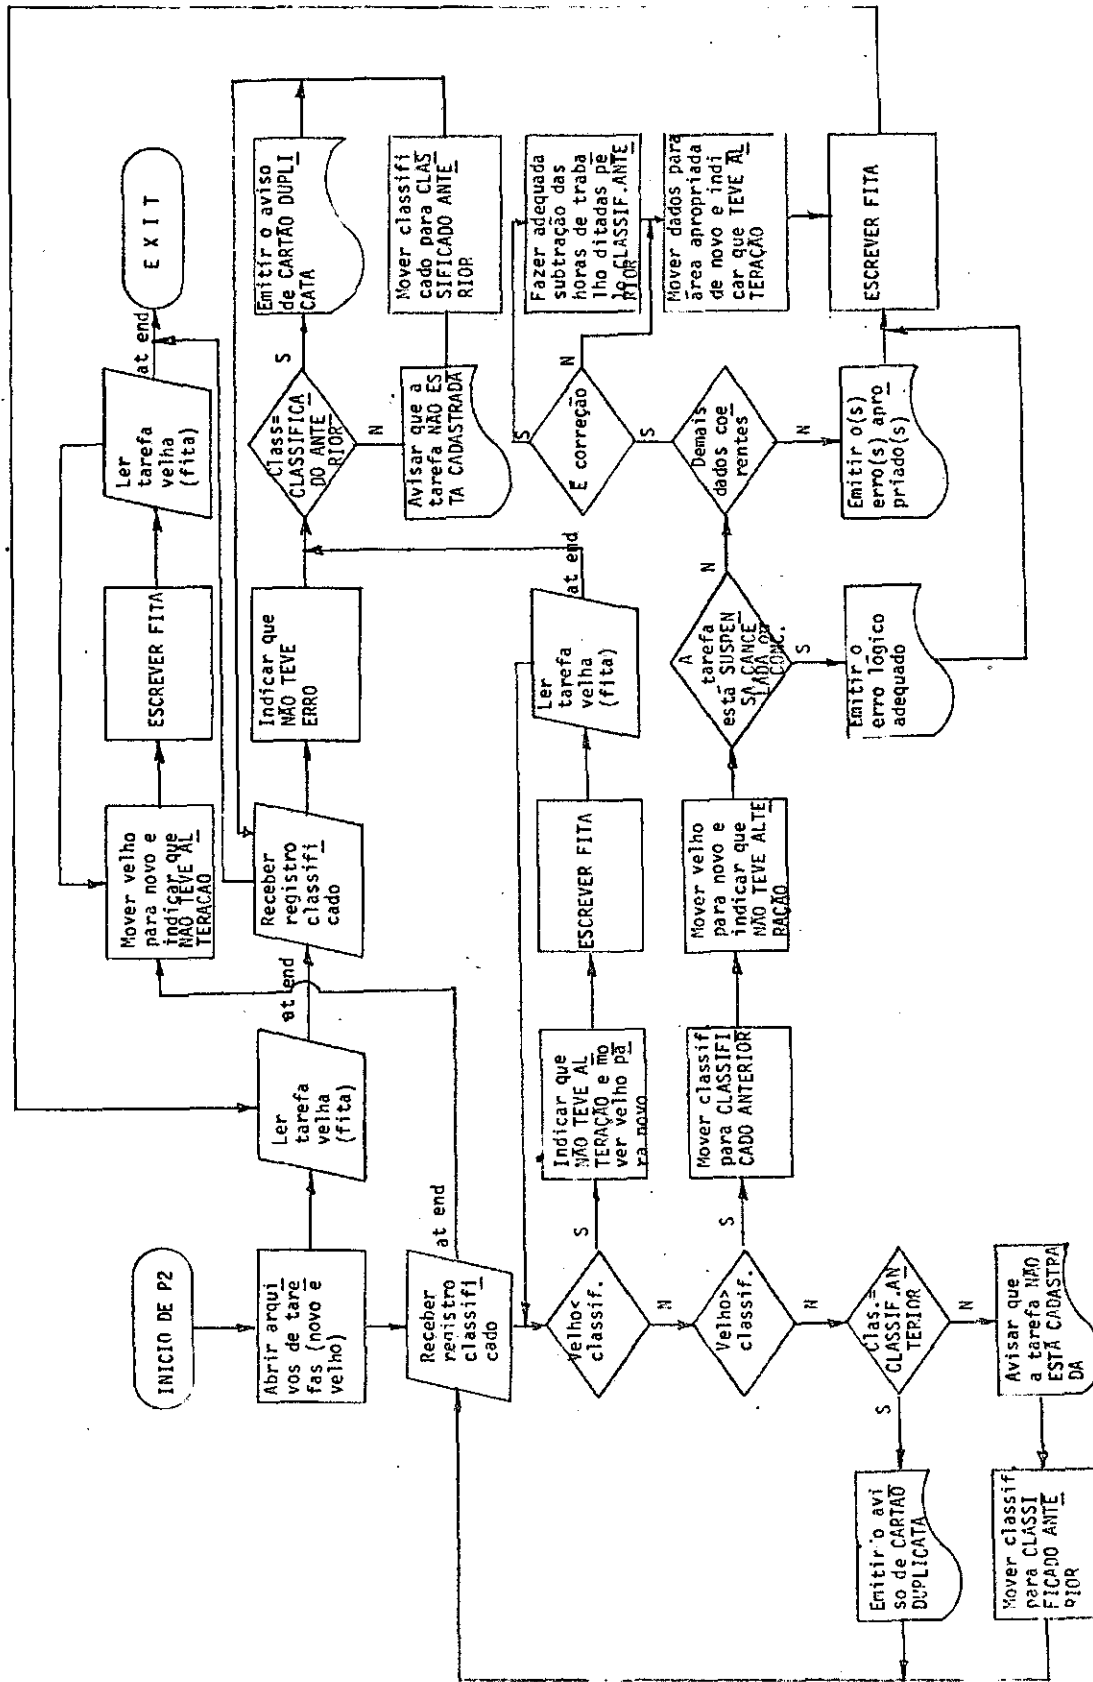 INICIO DE P2
Abrir arqui
vos de tare
fas (novo e
velho)
Ler
tarefa
velha
(fita)
at end
Receber
registro
classifi
cado
at end
Mover velho
para novo e
indicar que
NÃO TEVE AL
TERAÇAO
ESCREVER FITA
Ler
tarefa
velha
(fita)
at end
E X I T
Receber
registro
classifi
cado
Indicar que
NÃO TEVE
ERRO
Class=
CLASSIFICA
DO ANTE
RIOR
S
N
Emitir o aviso
de CARTÃO DUPLI
CATA
Avisar que a
tarefa NÃO ES
TA CADASTRADA
Mover classifi
cado para CLAS
SIFICADO ANTE
RIOR
Velho<
classif.
S
N
Indicar que
NÃO TEVE AL
TERAÇÃO e mo
ver velho pa
ra novo
ESCREVER FITA
Ler
tarefa
velha
(fita)
at end
Velho>
classif.
S
N
Mover classif
para CLASSIFI
CADO ANTERIOR
Mover velho
para novo e
indicar que
NÃO TEVE ALTE
RAÇÃO
A
tarefa
está SUSPEN
SA, CANCE
LADA OU
CONC.
N
S
Emitir o
erro lógico
adequado
Demais
dados coe
rentes
S
N
Emitir o(s)
erro(s) apro
priado(s)
É correção
S
N
Fazer adequada
subtração das
horas de traba
lho ditadas pe
lo CLASSIF.ANTE
RIOR
Mover dados para
área apropriada
de novo e indi
car que TEVE AL
TERAÇÃO
ESCREVER FITA
Clas.=
CLASSIF.AN
TERIOR
S
N
Emitir o avi
so de CARTAO
DUPLICATA
Avisar que
a tarefa NÃO
ESTÁ CADASTRA
DA
Mover classif
para CLASSI
FICADO ANTE
RIOR